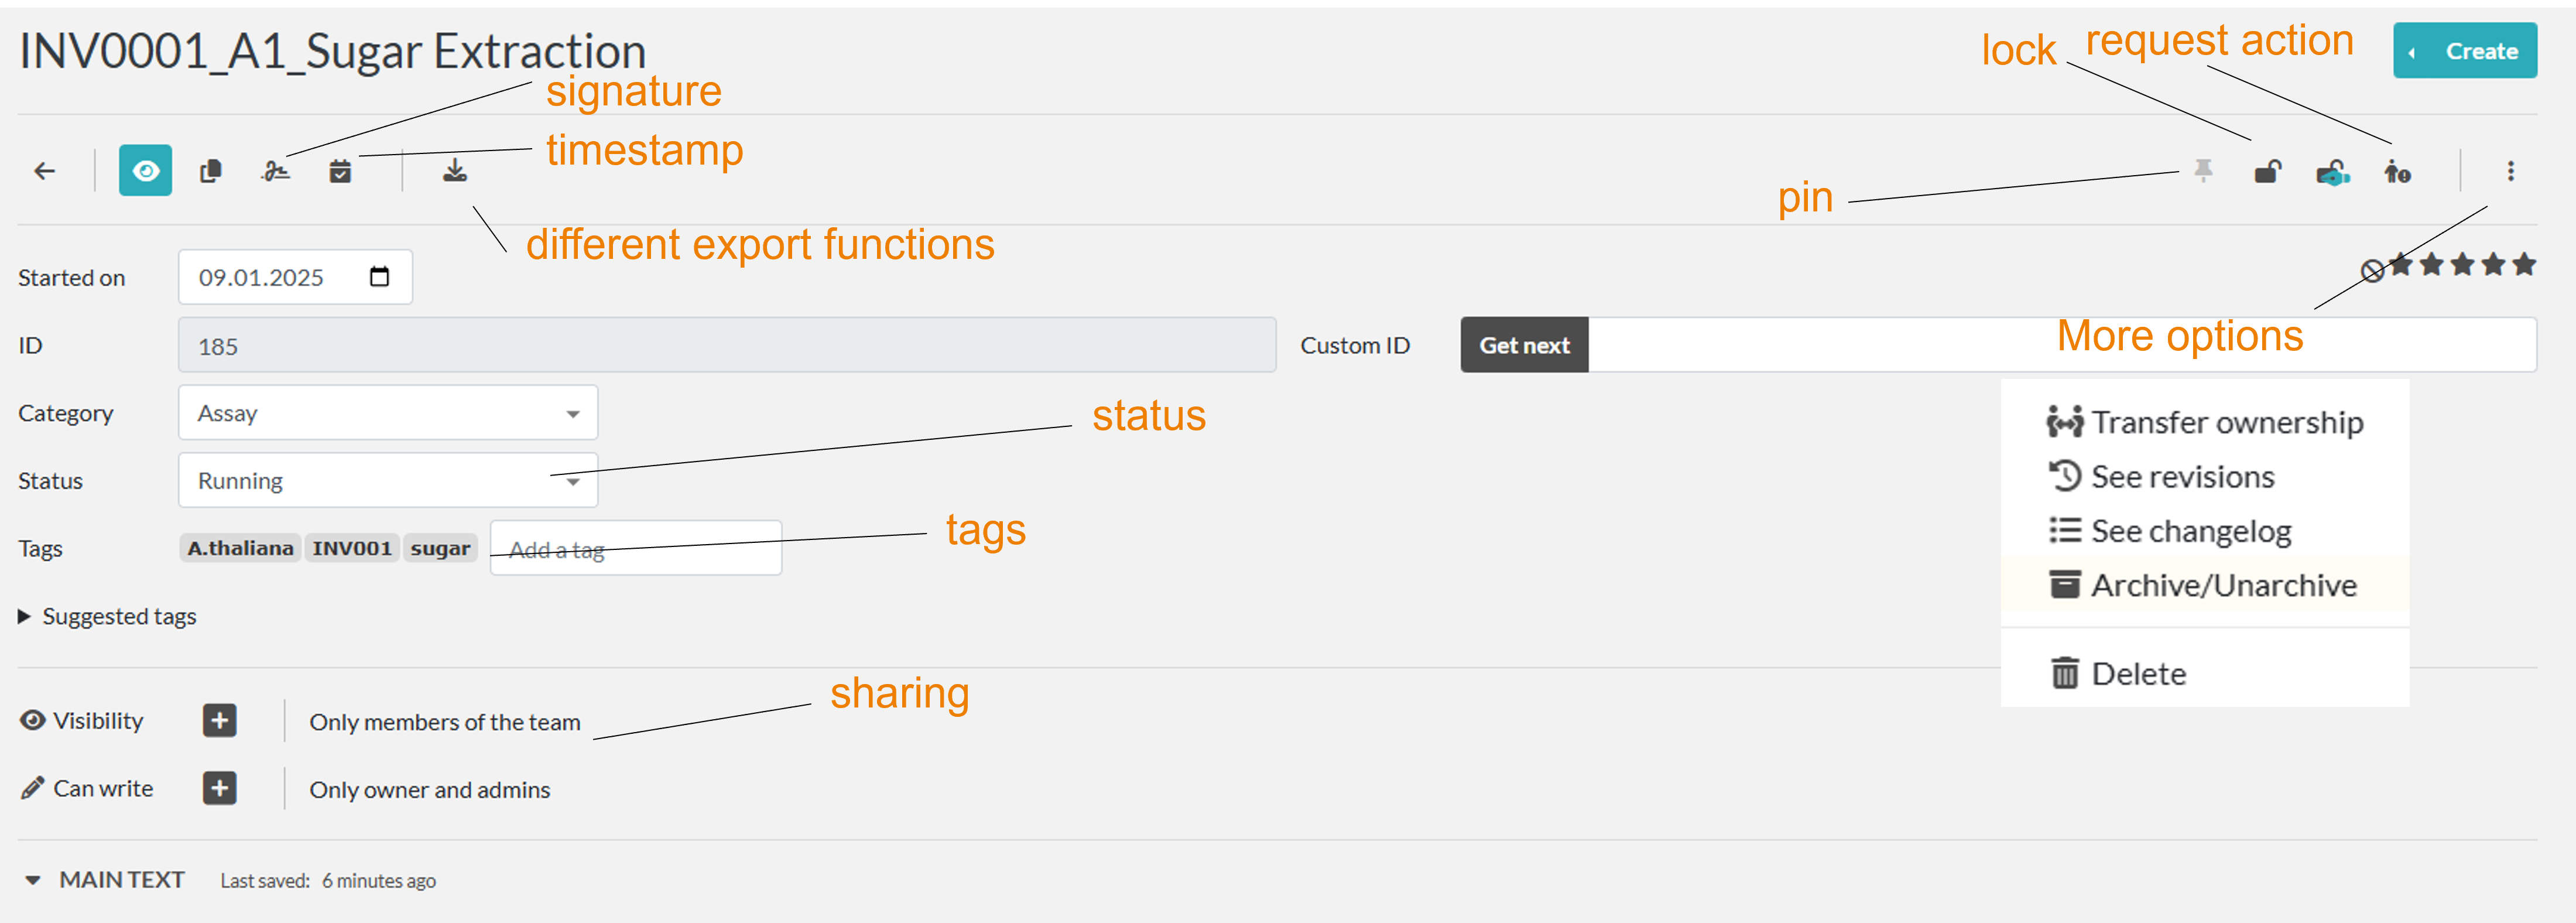 INV0001_A1_Sugar Extraction
lock
request action
Create
signature
timestamp
pin
different export functions
Started on
09.01.2025
ID
185
Custom ID
Get next
More options
Category
Assay
status
Transfer ownership
Status
Running
See revisions
tags
See changelog
Tags
A.thaliana INV001 sugar Add a tag
Archive/Unarchive
Suggested tags
Delete
sharing
Visibility
Only members of the team
Can write
Only owner and admins
MAIN TEXT Last saved: 6 minutes ago